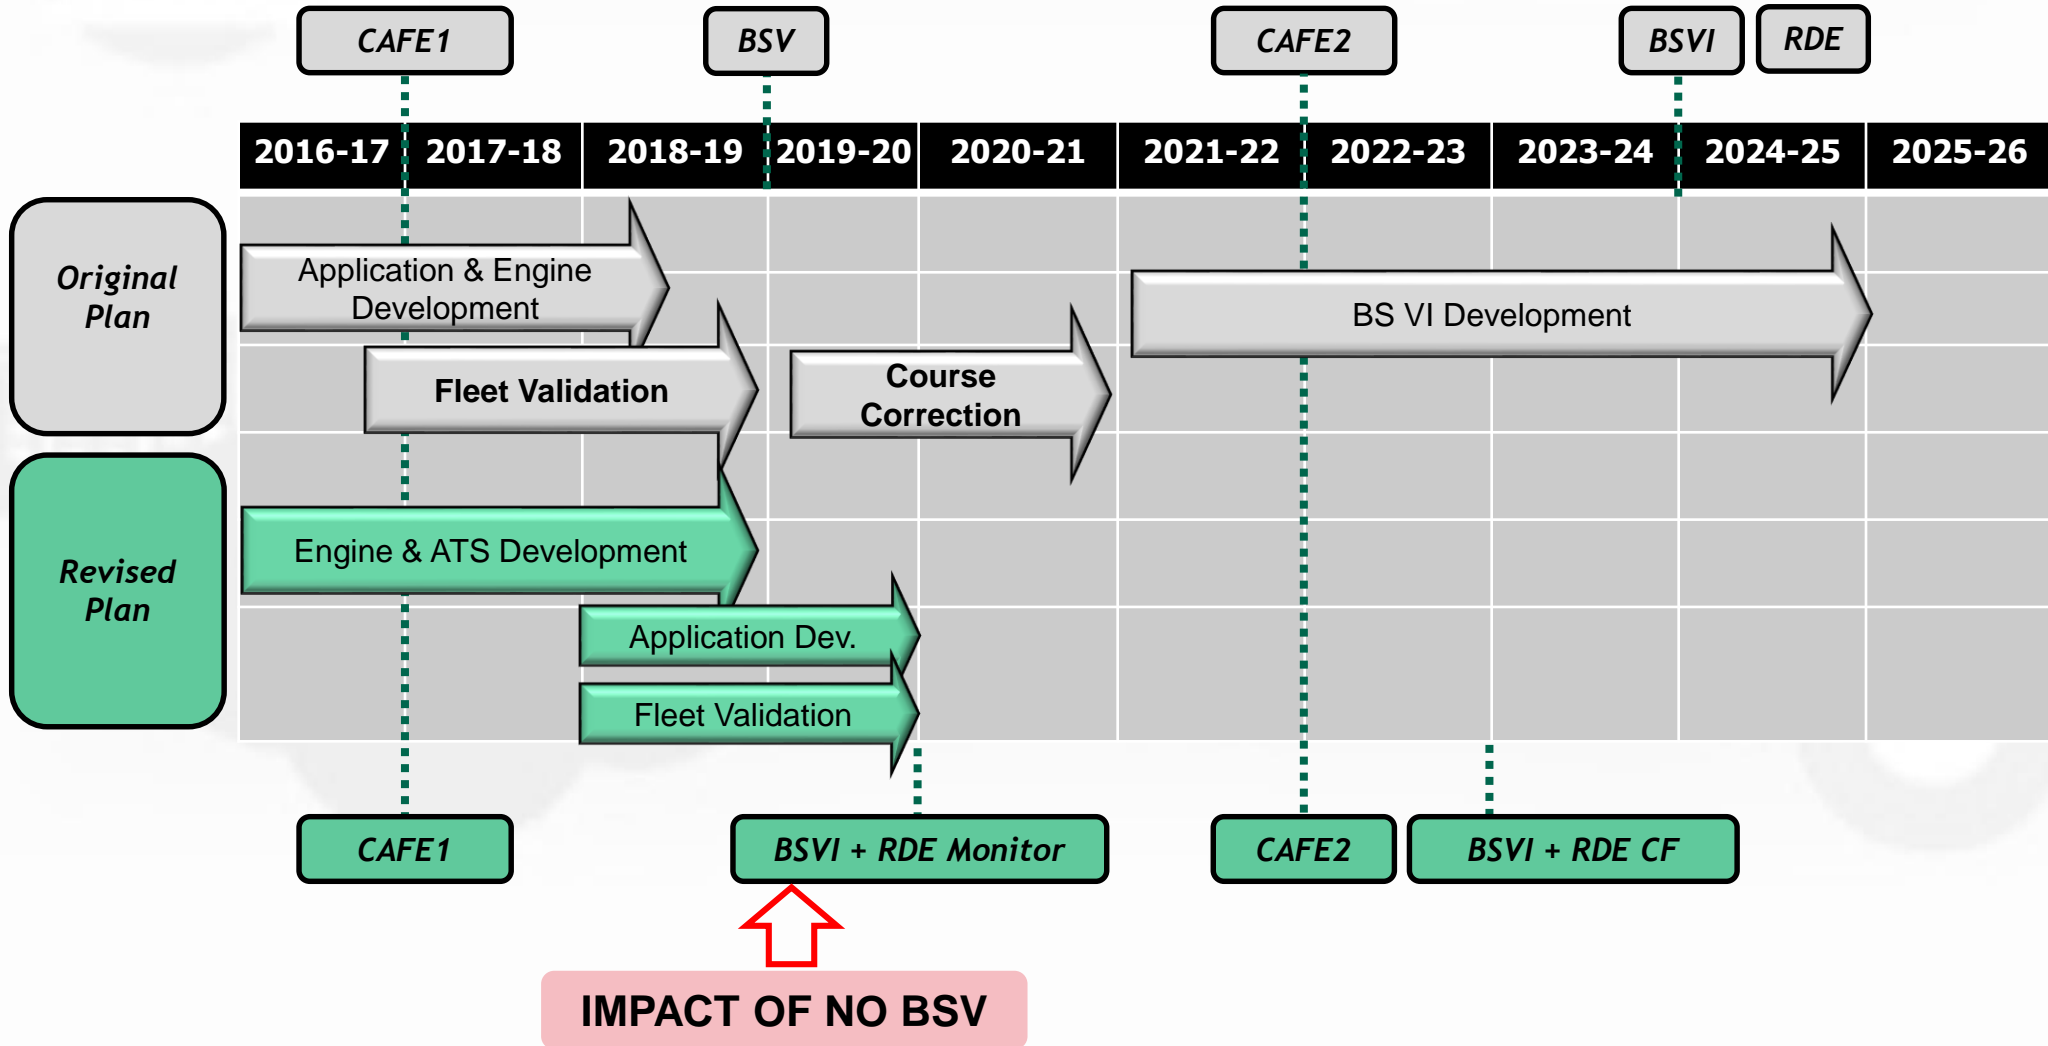 CAFE1
BSV
CAFE2
BSVI
RDE
2016-17
2017-18
2018-19
2019-20
2020-21
2021-22
2022-23
2023-24
2024-25
2025-26
Original
Plan
Application & Engine
Development
Fleet Validation
Course
Correction
BS VI Development
Revised
Plan
Engine & ATS Development
Application Dev.
Fleet Validation
CAFE1
BSVI + RDE Monitor
CAFE2
BSVI + RDE CF
IMPACT OF NO BSV